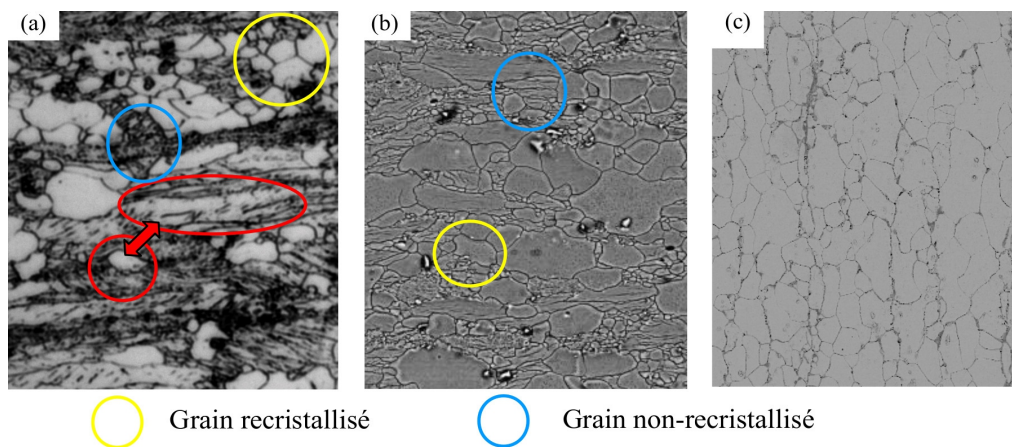 (a)
(b)
(c)
Grain recristallisé
Grain non-recristallisé